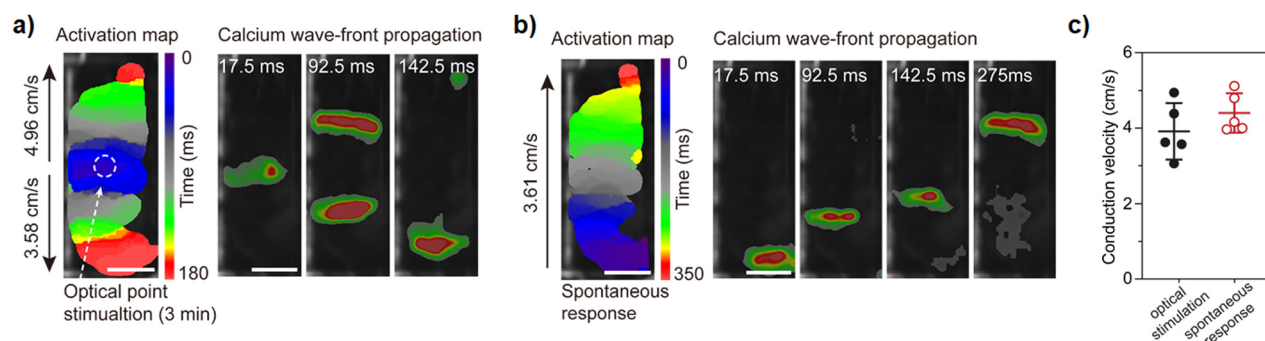 a)
Activation map
Calcium wave-front propagation
0
17.5 ms
92.5 ms
142.5 ms
4.96 cm/s
3.58 cm/s
Time (ms)
180
Optical point
stimualtion (3 min)
b)
Activation map
Calcium wave-front propagation
0
17.5 ms
92.5 ms
142.5 ms
275ms
3.61 cm/s
Time (ms)
350
Spontaneous
response
c)
Conduction velocity (cm/s)
6
4
2
0
optical
stimulation
spontaneous
response